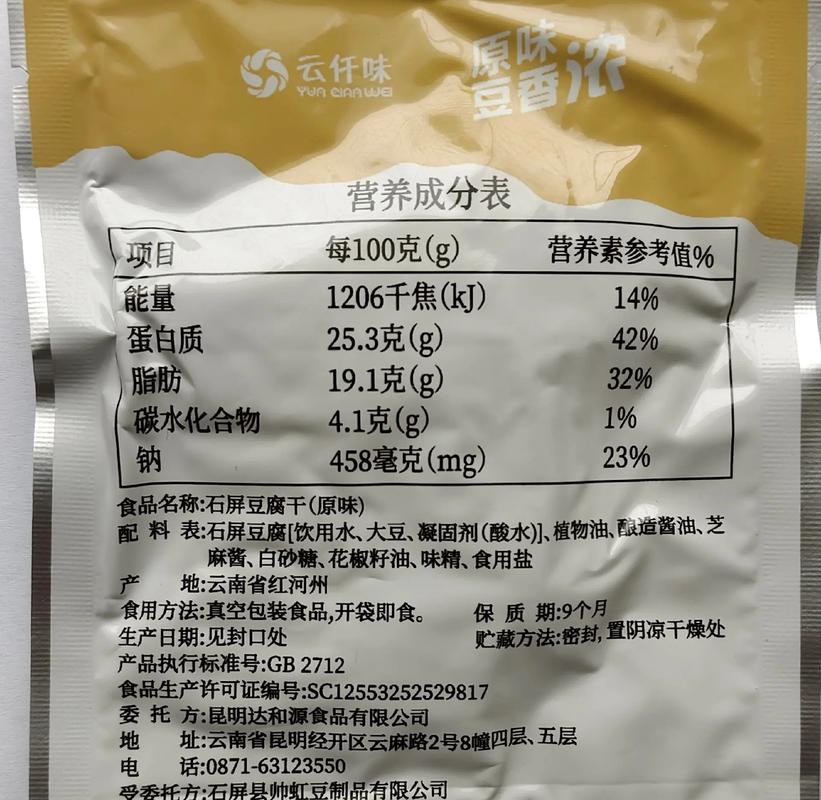 云仟味
YUN QIAN WEI
原味
豆香浓
营养成分表
项目 每100克(g) 营养素参考值%
能量 1206千焦(kJ) 14%
蛋白质 25.3克(g) 42%
脂肪 19.1克(g) 32%
碳水化合物 4.1克(g) 1%
钠 458毫克(mg) 23%
食品名称:石屏豆腐干(原味)
配料表:石屏豆腐[饮用水、大豆、凝固剂(酸水)]、植物油、酿造酱油、芝
麻酱、白砂糖、花椒籽油、味精、食用盐
产地:云南省红河州
食用方法:真空包装食品,开袋即食。 保质期:9个月
生产日期:见封口处 贮藏方法:密封,置阴凉干燥处
产品执行标准号:GB 2712
食品生产许可证编号:SC12553252529817
委托方:昆明达和源食品有限公司
地址:云南省昆明经开区云麻路2号8幢四层、五层
电话:0871-63123550
受委托方:石屏县帅虹豆制品有限公司